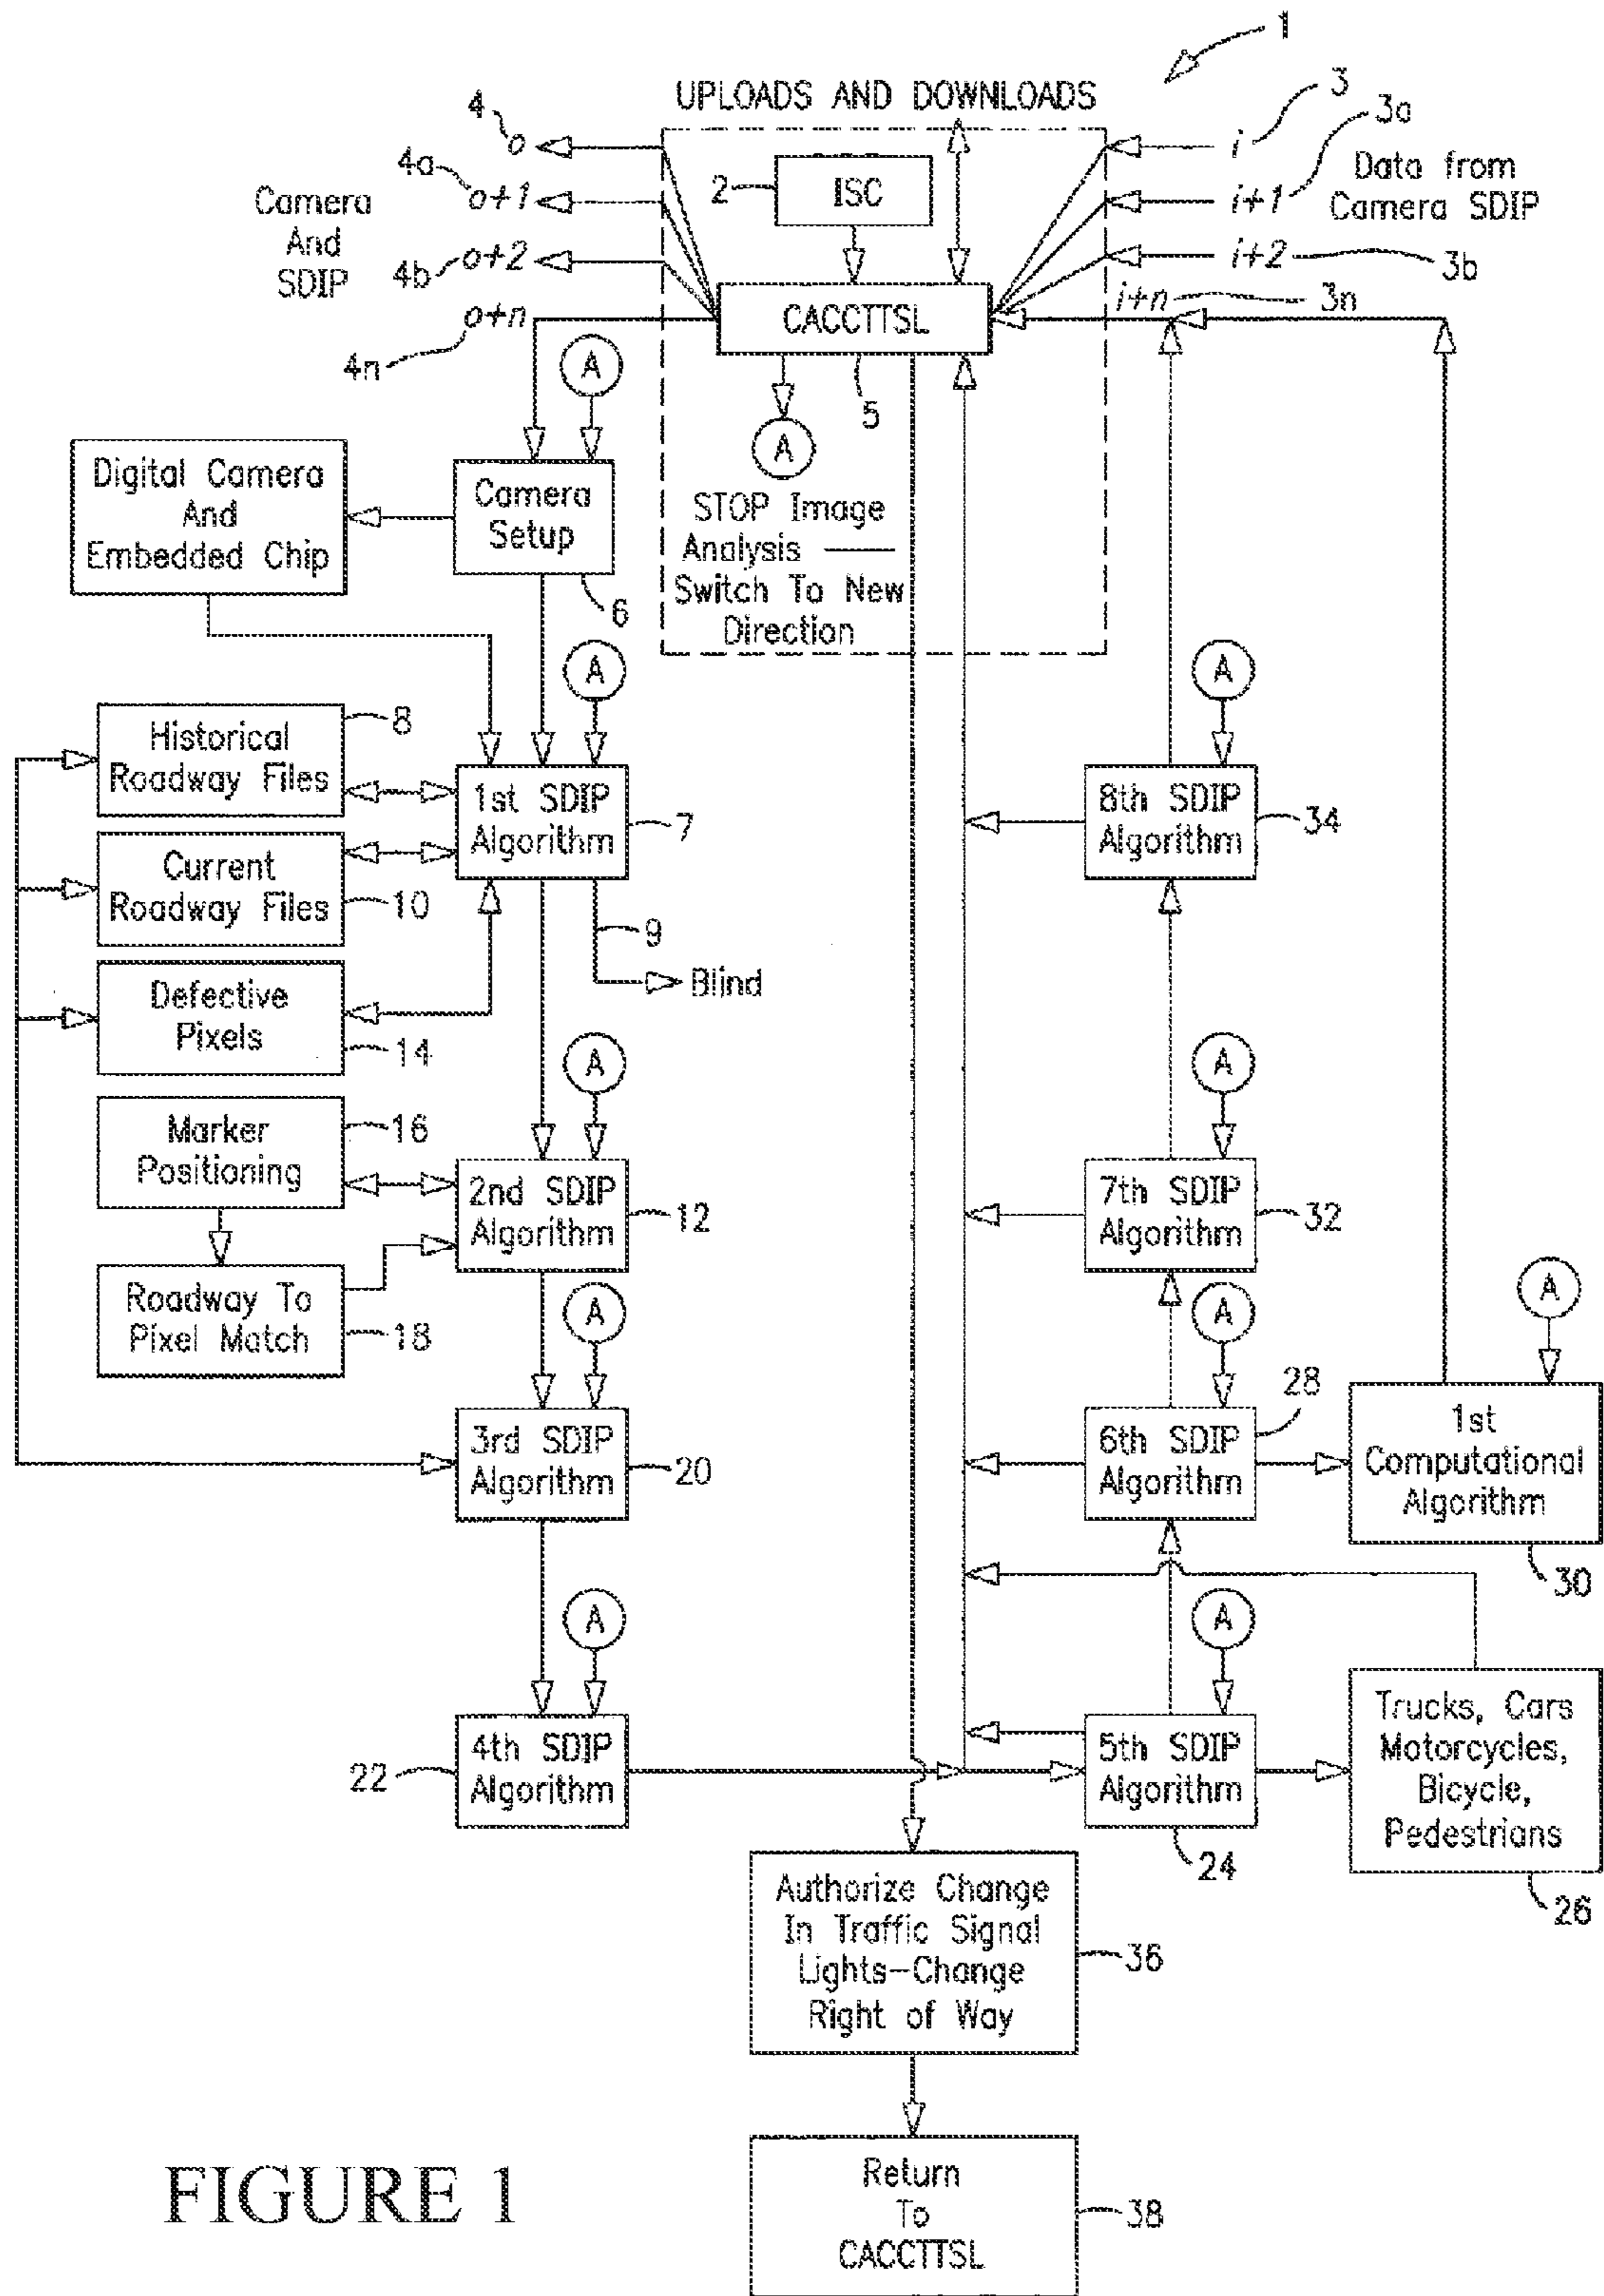 1
UPLOADS AND DOWNLOADS
4
o
4a
o+1
4b
o+2
o+n
4n
Camera
And
SDIP
2
ISC
CACCTTSL
5
i
3
i+1
3a
i+2
3b
i+n
3n
Data from
Camera SDIP
A
A
STOP Image
Analysis
Switch To New
Direction
Digital Camera
And
Embedded Chip
Camera
Setup
6
A
A
Historical
Roadway Files
8
1st SDIP
Algorithm
7
8th SDIP
Algorithm
34
Current
Roadway Files
10
9
Blind
Defective
Pixels
14
A
A
Marker
Positioning
16
2nd SDIP
Algorithm
12
7th SDIP
Algorithm
32
Roadway To
Pixel Match
18
A
A
A
3rd SDIP
Algorithm
20
6th SDIP
Algorithm
28
1st
Computational
Algorithm
30
A
A
4th SDIP
Algorithm
22
5th SDIP
Algorithm
24
Trucks, Cars
Motorcycles,
Bicycle,
Pedestrians
26
Authorize Change
In Traffic Signal
Lights-Change
Right of Way
36
Return
To
CACCTTSL
38
FIGURE 1